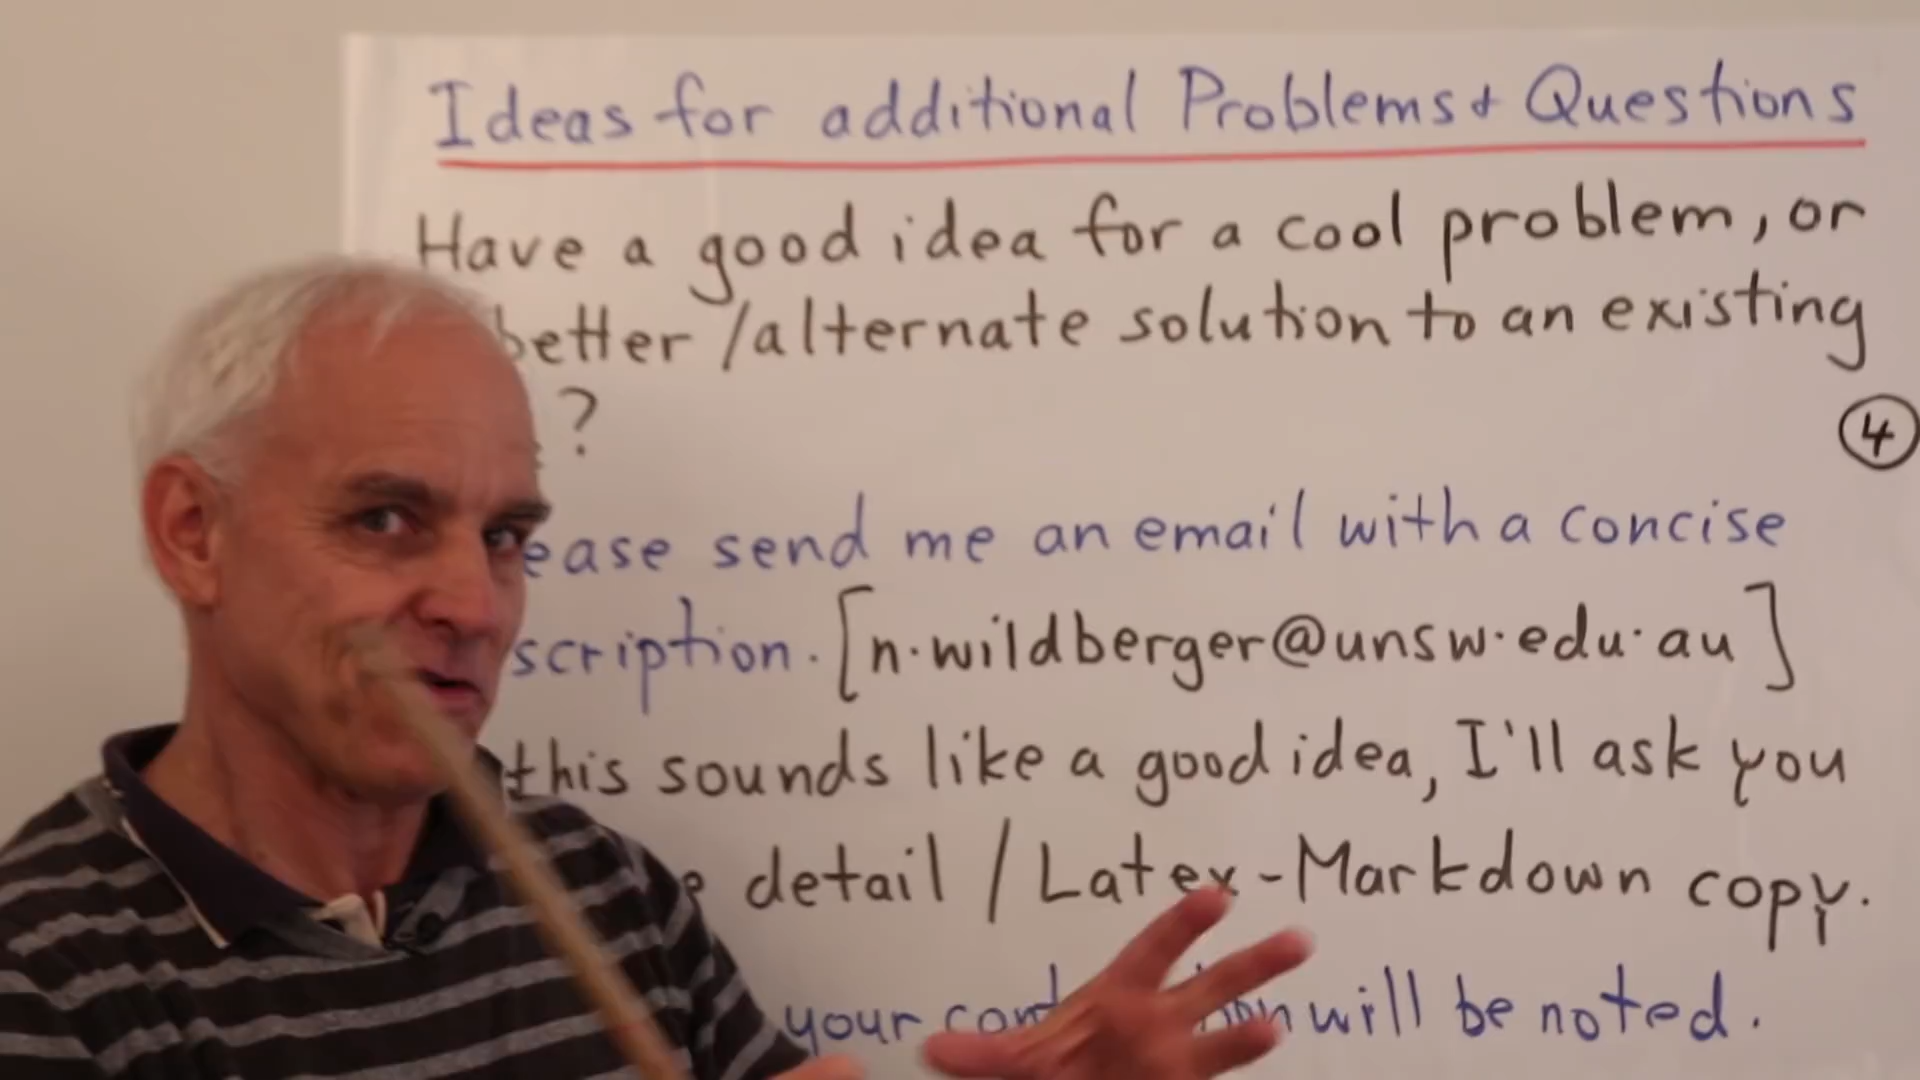 Ideas for additional Problems & Questions
Have a good idea for a cool problem, or
better / alternate solution to an existing
?
4
ease send me an email with a concise
scription. [n.wildberger@unsw.edu.au]
this sounds like a good idea, I'll ask you
e detail / Latex-Markdown copy.
your will be noted.